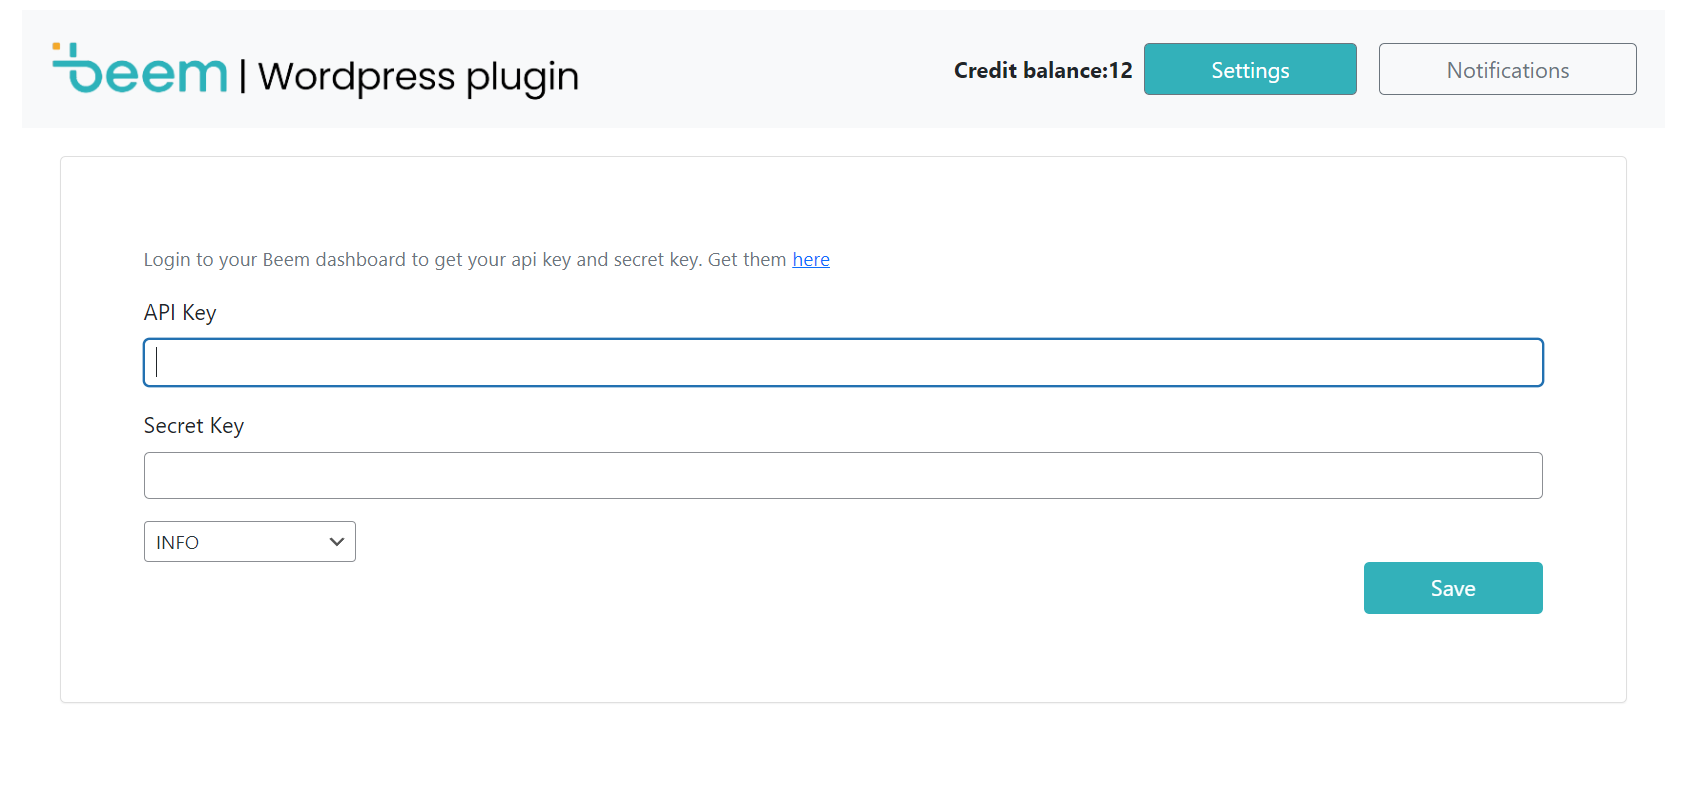 beem | Wordpress plugin
Credit balance:12 Settings Notifications
Login to your Beem dashboard to get your api key and secret key. Get them here
API Key
Secret Key
INFO
Save